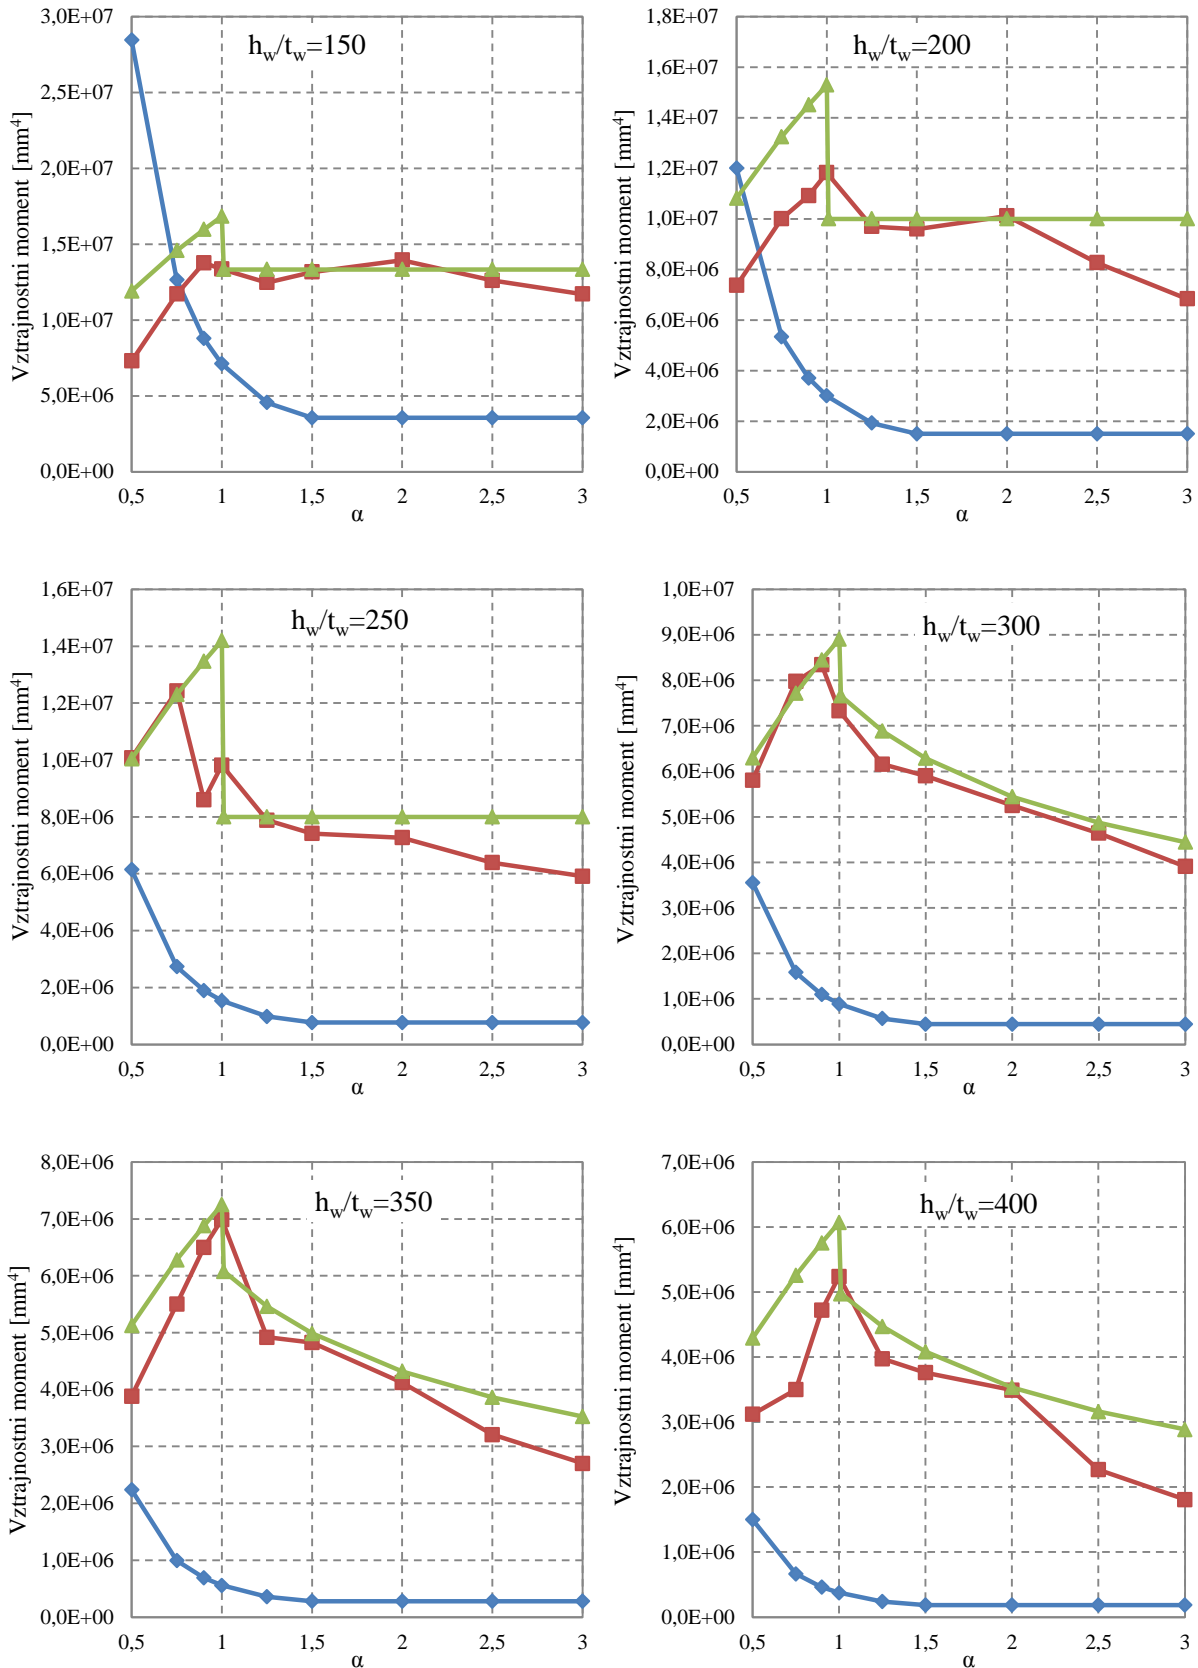 h_w/t_w=150
Vztrajnostni moment [mm⁴]
3,0E+07
2,5E+07
2,0E+07
1,5E+07
1,0E+07
5,0E+06
0,0E+00
0,5 1 1,5 2 2,5 3
α
h_w/t_w=200
Vztrajnostni moment [mm⁴]
1,8E+07
1,6E+07
1,4E+07
1,2E+07
1,0E+07
8,0E+06
6,0E+06
4,0E+06
2,0E+06
0,0E+00
0,5 1 1,5 2 2,5 3
α
h_w/t_w=250
Vztrajnostni moment [mm⁴]
1,6E+07
1,4E+07
1,2E+07
1,0E+07
8,0E+06
6,0E+06
4,0E+06
2,0E+06
0,0E+00
0,5 1 1,5 2 2,5 3
α
h_w/t_w=300
Vztrajnostni moment [mm⁴]
1,0E+07
9,0E+06
8,0E+06
7,0E+06
6,0E+06
5,0E+06
4,0E+06
3,0E+06
2,0E+06
1,0E+06
0,0E+00
0,5 1 1,5 2 2,5 3
α
h_w/t_w=350
Vztrajnostni moment [mm⁴]
8,0E+06
7,0E+06
6,0E+06
5,0E+06
4,0E+06
3,0E+06
2,0E+06
1,0E+06
0,0E+00
0,5 1 1,5 2 2,5 3
α
h_w/t_w=400
Vztrajnostni moment [mm⁴]
7,0E+06
6,0E+06
5,0E+06
4,0E+06
3,0E+06
2,0E+06
1,0E+06
0,0E+00
0,5 1 1,5 2 2,5 3
α